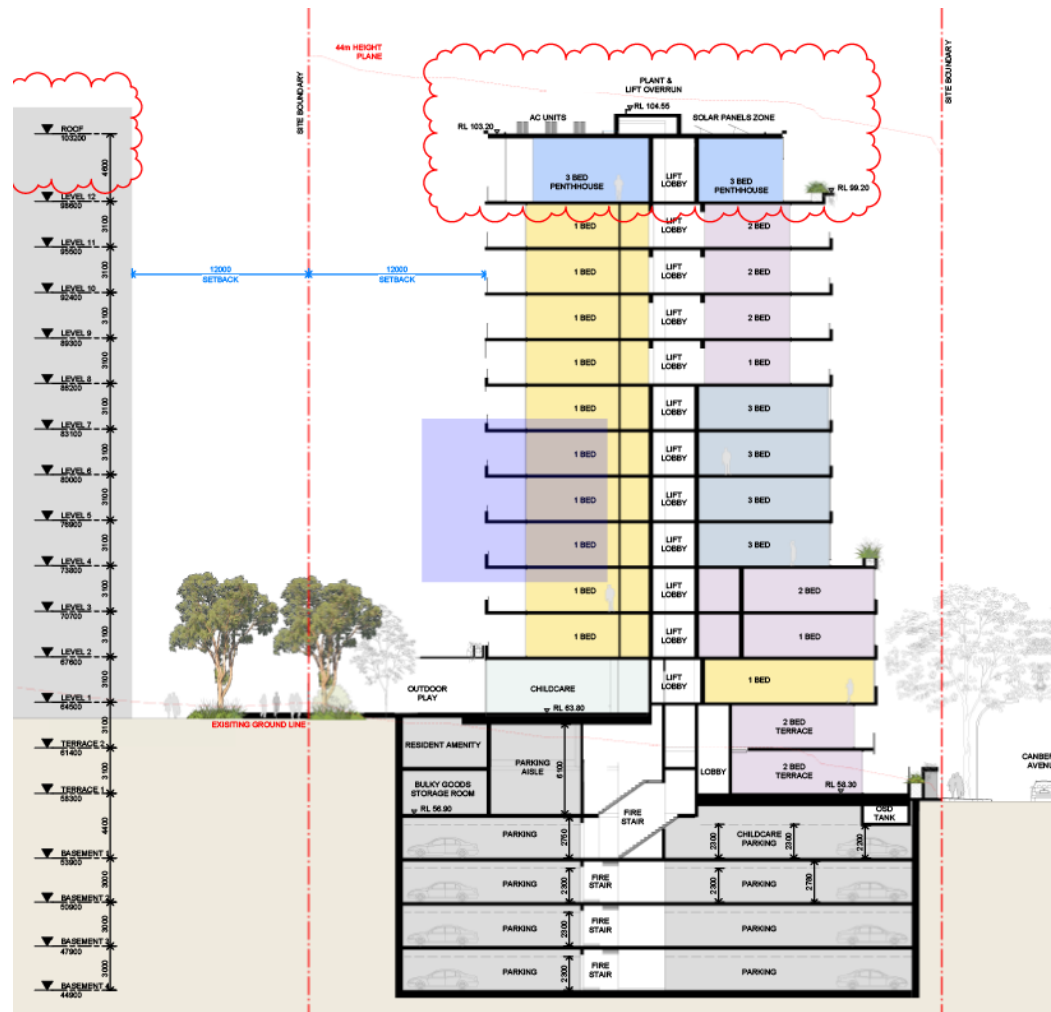 44m HEIGHT
PLANE
SITE BOUNDARY
SITE BOUNDARY
PLANT &
LIFT OVERRUN
RL 104.55
AC UNITS
SOLAR PANELS ZONE
RL 103.20
ROOF
103200
4600
3 BED
PENTHHOUSE
LIFT
LOBBY
3 BED
PENTHHOUSE
RL 99.20
LEVEL 12
98600
3100
1 BED
LIFT
LOBBY
2 BED
LEVEL 11
95500
3100
12000
SETBACK
12000
SETBACK
1 BED
LIFT
LOBBY
2 BED
LEVEL 10
92400
3100
1 BED
LIFT
LOBBY
2 BED
LEVEL 9
89300
3100
1 BED
LIFT
LOBBY
1 BED
LEVEL 8
86200
3100
1 BED
LIFT
LOBBY
3 BED
LEVEL 7
83100
3100
1 BED
LIFT
LOBBY
3 BED
LEVEL 6
80000
3100
1 BED
LIFT
LOBBY
3 BED
LEVEL 5
76900
3100
1 BED
LIFT
LOBBY
3 BED
LEVEL 4
73800
3100
1 BED
LIFT
LOBBY
2 BED
LEVEL 3
70700
3100
1 BED
LIFT
LOBBY
1 BED
LEVEL 2
67600
3100
OUTDOOR
PLAY
CHILDCARE
LIFT
LOBBY
1 BED
LEVEL 1
64500
RL 63.80
3100
EXISITING GROUND LINE
2 BED
TERRACE
TERRACE 2
61400
RESIDENT AMENITY
PARKING
AISLE
6100
3100
LOBBY
2 BED
TERRACE
CANBER
AVENU
BULKY GOODS
STORAGE ROOM
RL 58.30
TERRACE 1
58300
RL 56.90
FIRE
STAIR
OSD
TANK
4400
PARKING
2750
2300
CHILDCARE
PARKING
2300
2200
BASEMENT 1
53900
3000
PARKING
2300
FIRE
STAIR
2300
PARKING
2780
BASEMENT 2
50900
3000
PARKING
2300
FIRE
STAIR
PARKING
BASEMENT 3
47900
3000
PARKING
2300
FIRE
STAIR
PARKING
BASEMENT 4
44900